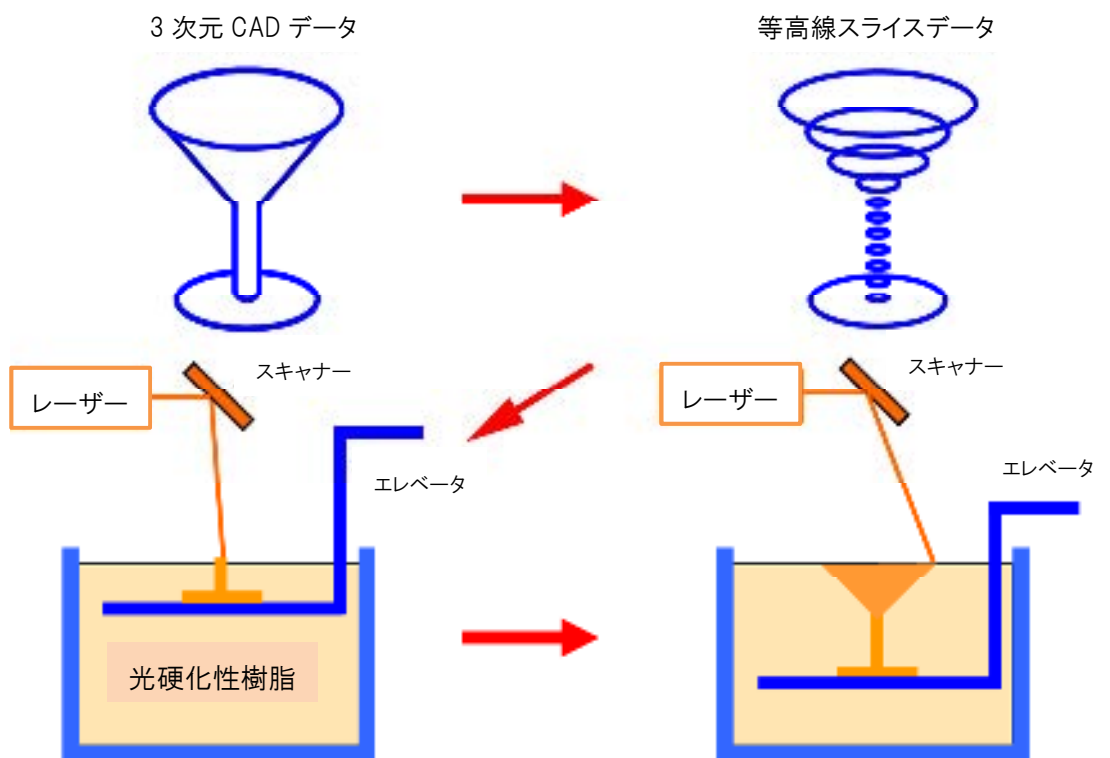 3 次元 CAD データ
等高線スライスデータ
スキャナー
レーザー
エレベータ
光硬化性樹脂
スキャナー
レーザー
エレベータ